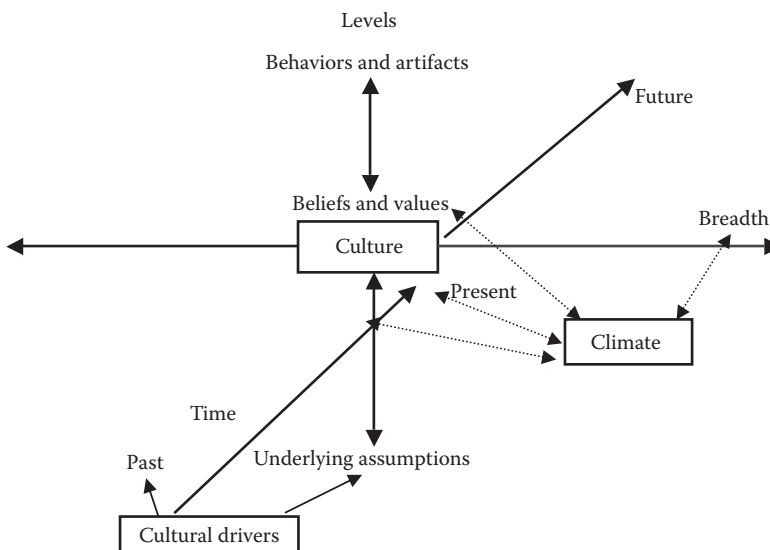 Levels
Behaviors and artifacts
Future
Beliefs and values
Breadth
Culture
Present
Climate
Time
Past
Underlying assumptions
Cultural drivers